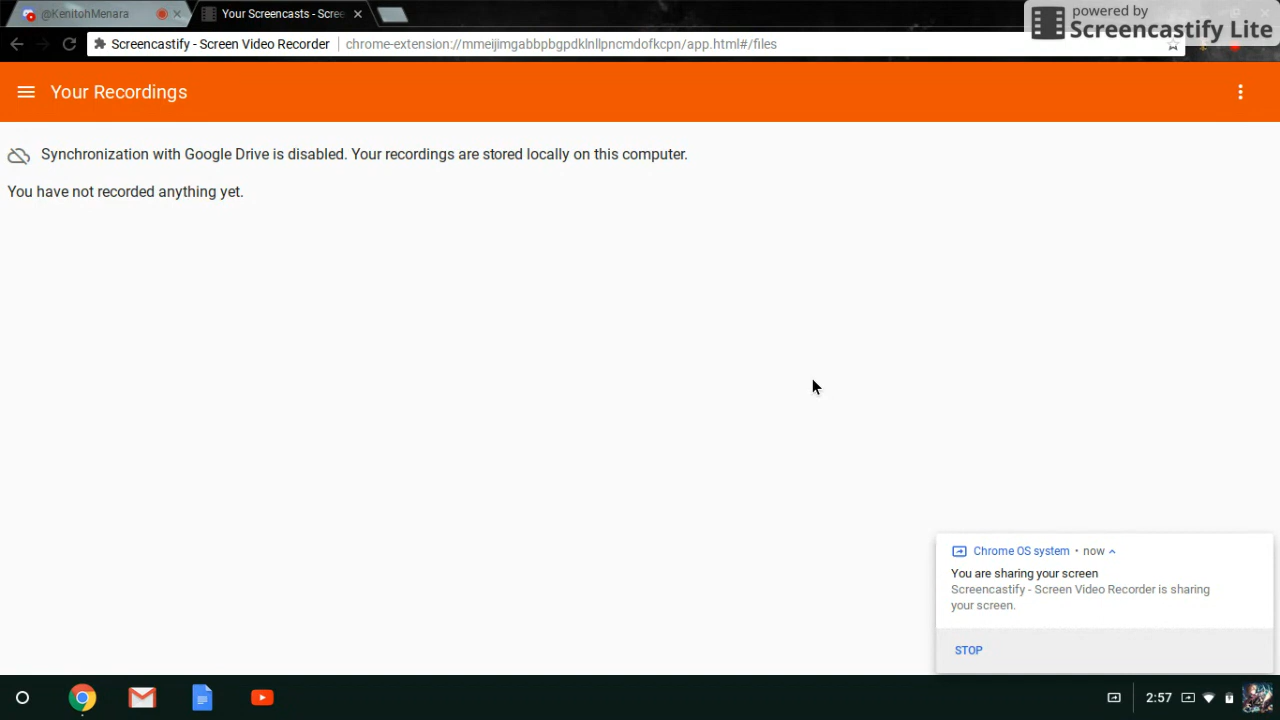 @KenitohMenara
Your Screencasts - Scre
powered by
Screencastify Lite
Screencastify - Screen Video Recorder
chrome-extension://mmeijimgabbpbgpdklnllpncmdofkcpn/app.html#/files
Your Recordings
Synchronization with Google Drive is disabled. Your recordings are stored locally on this computer.
You have not recorded anything yet.
Chrome OS system · now
You are sharing your screen
Screencastify - Screen Video Recorder is sharing
your screen.
STOP
2:57